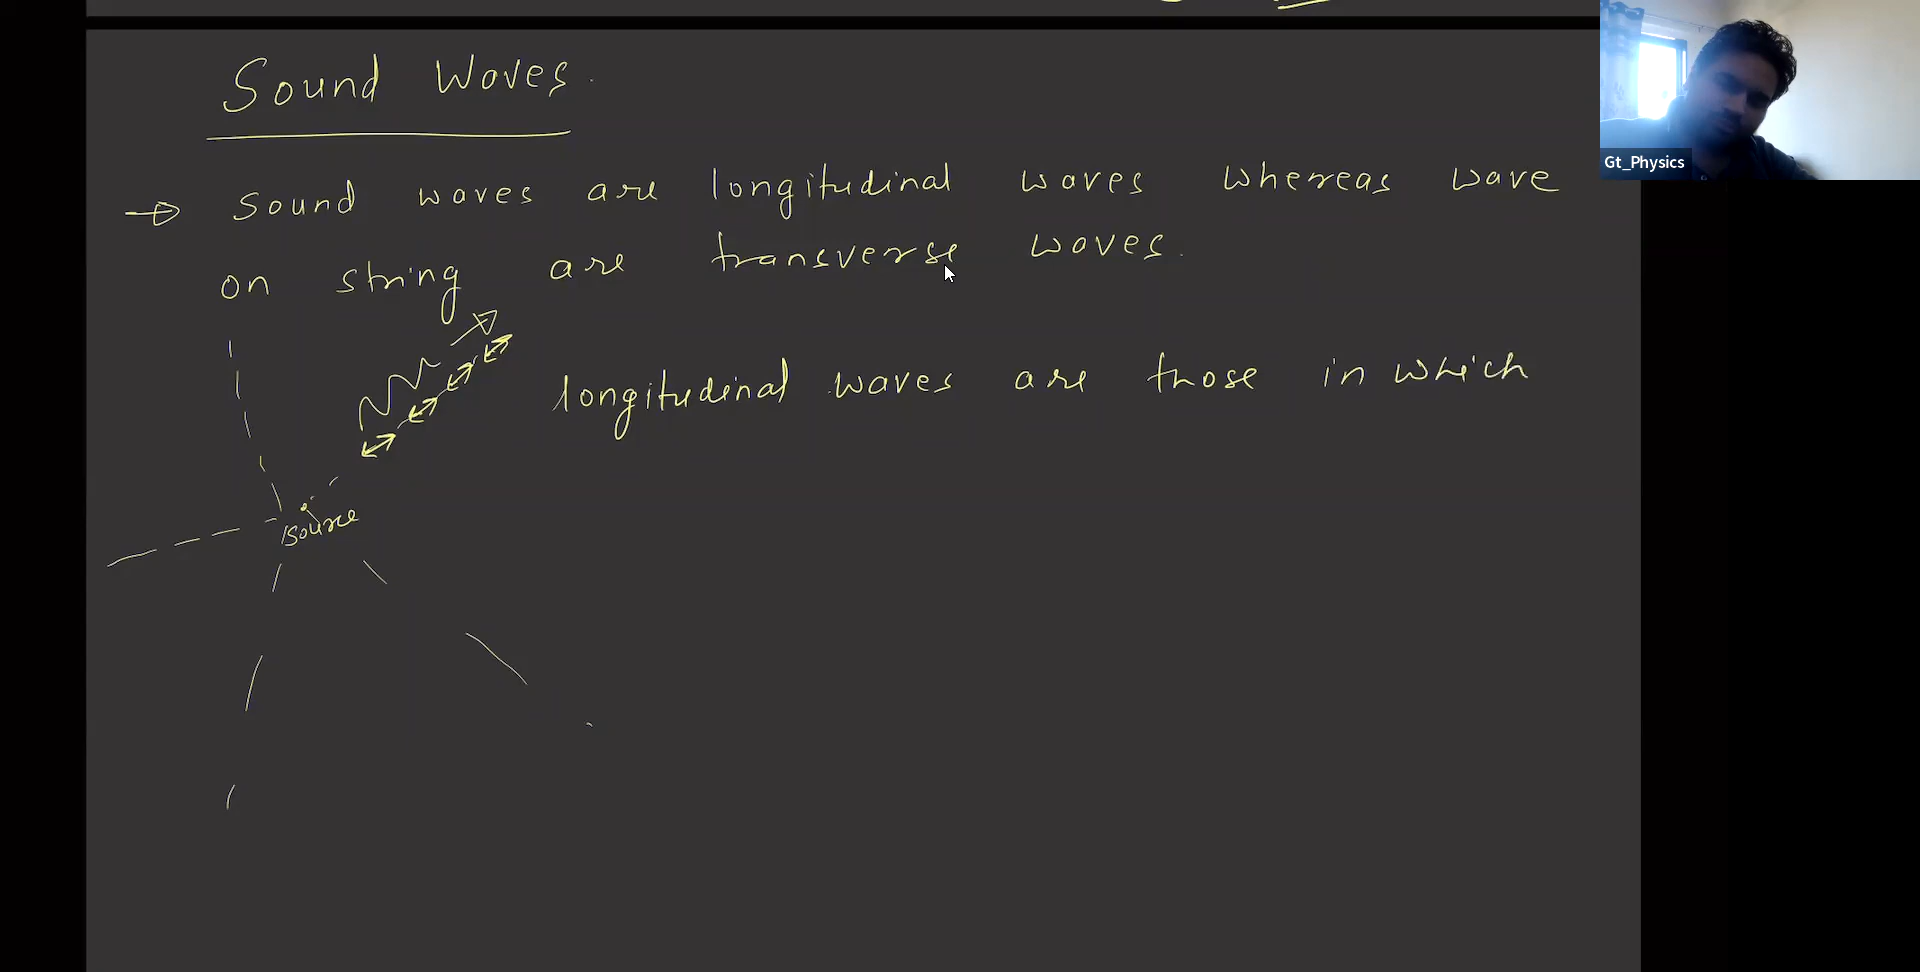 Sound Waves.
→ Sound waves are longitudinal waves whereas wave
on string are transverse waves.
longitudinal waves are those in which
source
Gt_Physics